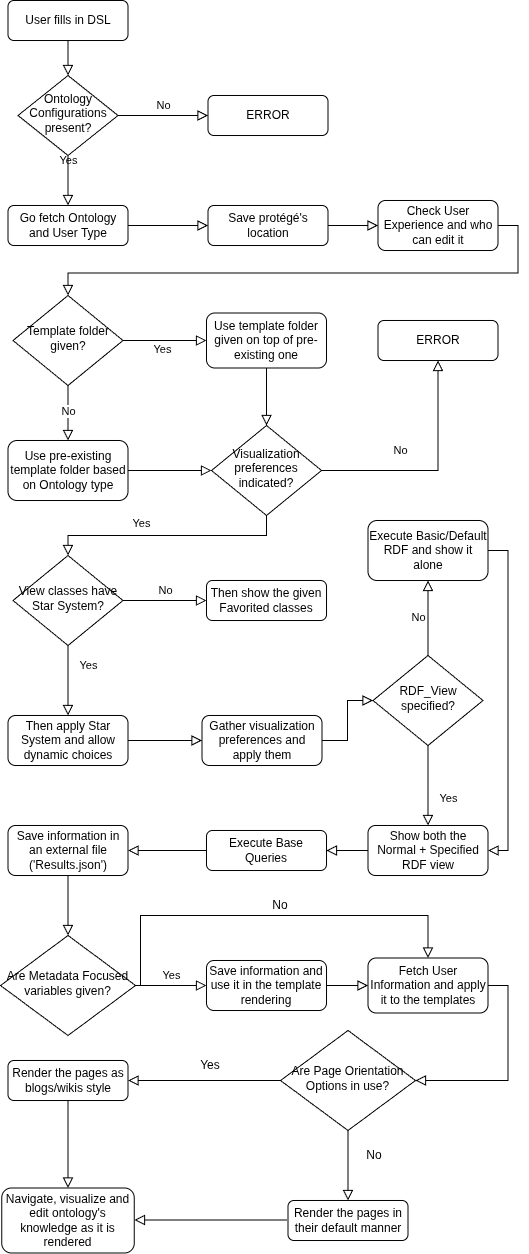 User fills in DSL
Ontology
Configurations
present?
No
ERROR
Yes
Go fetch Ontology
and User Type
Save protégé's
location
Check User
Experience and who
can edit it
Template folder
given?
Yes
Use template folder
given on top of pre-
existing one
ERROR
No
Use pre-existing
template folder based
on Ontology type
Visualization
preferences
indicated?
No
Yes
Execute Basic/Default
RDF and show it
alone
View classes have
Star System?
No
Then show the given
Favorited classes
No
Yes
RDF_View
specified?
Then apply Star
System and allow
dynamic choices
Gather visualization
preferences and
apply them
Yes
Save information in
an external file
('Results.json')
Execute Base
Queries
Show both the
Normal + Specified
RDF view
No
Are Metadata Focused
variables given?
Yes
Save information and
use it in the template
rendering
Fetch User
Information and apply
it to the templates
Render the pages as
blogs/wikis style
Yes
Are Page Orientation
Options in use?
No
Navigate, visualize and
edit ontology's
knowledge as it is
rendered
Render the pages in
their default manner